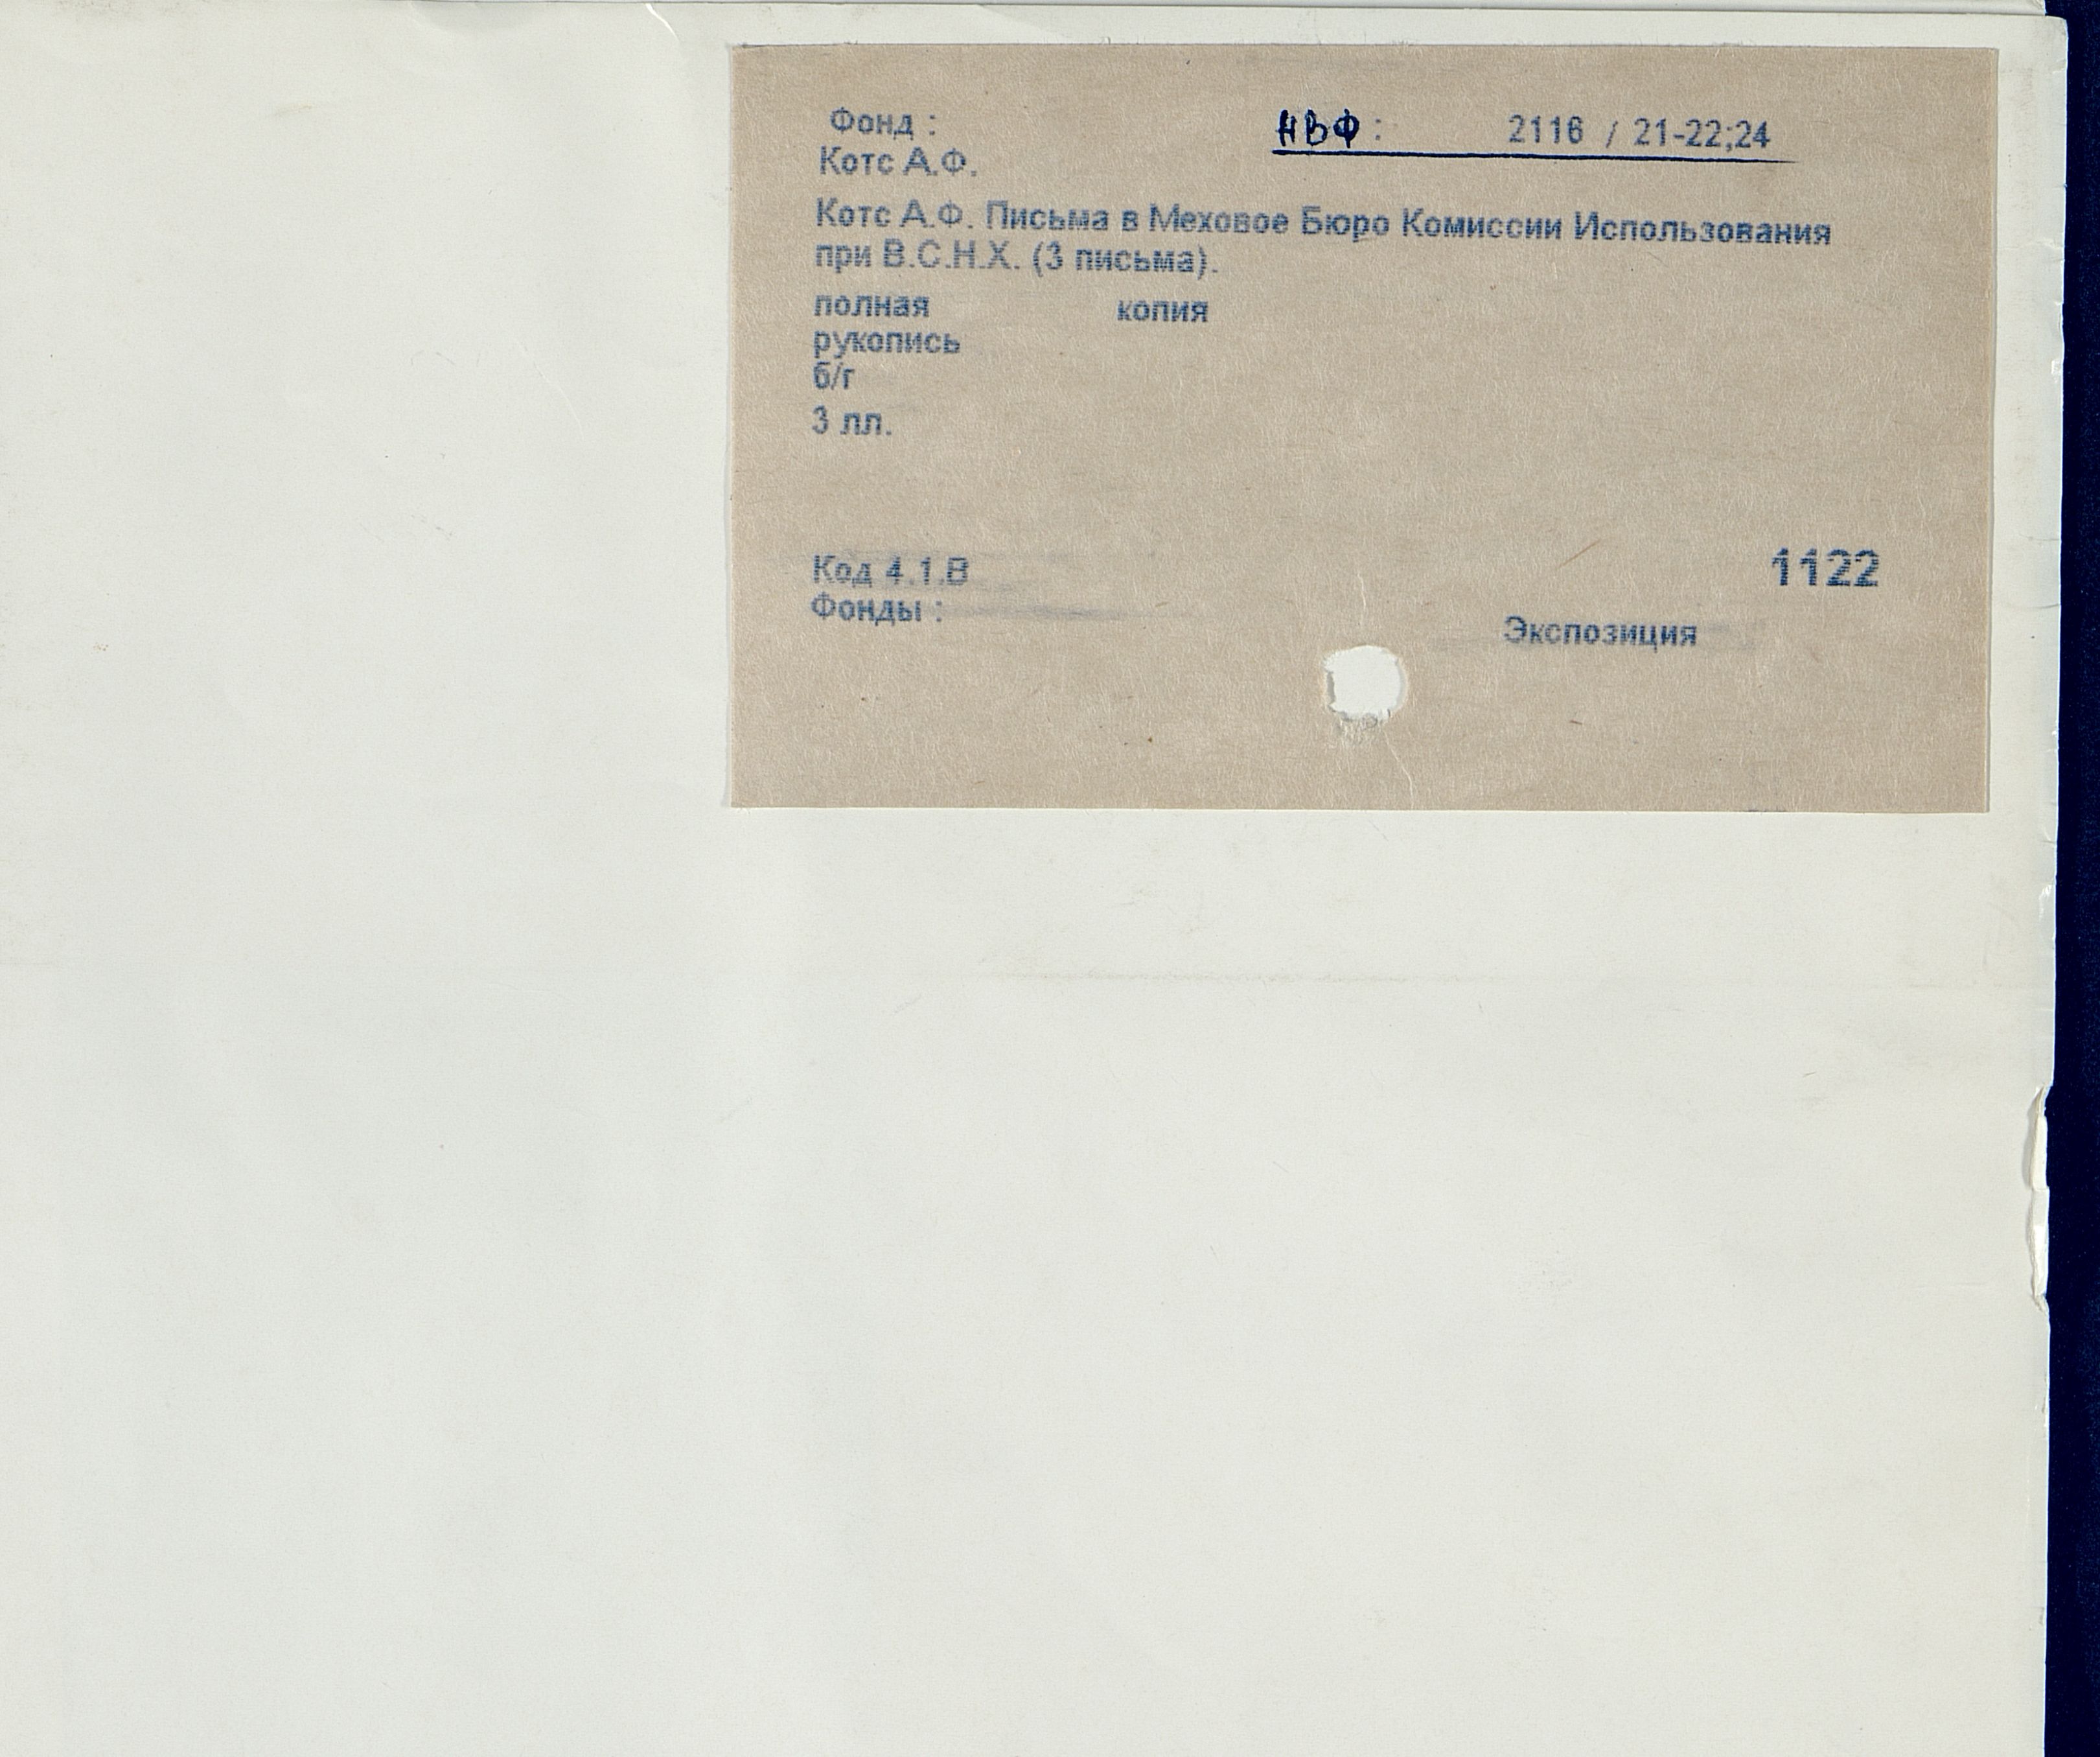 Фонд :
НВФ : 2116 / 21-22;24
Котс А.Ф.
Котс А.Ф. Письма в Меховое Бюро Комиссии Использования
при В.С.Н.Х. (3 письма).
полная копия
рукопись
б/г
3 лл.
Код 4.1.В
1122
Фонды :
Экспозиция